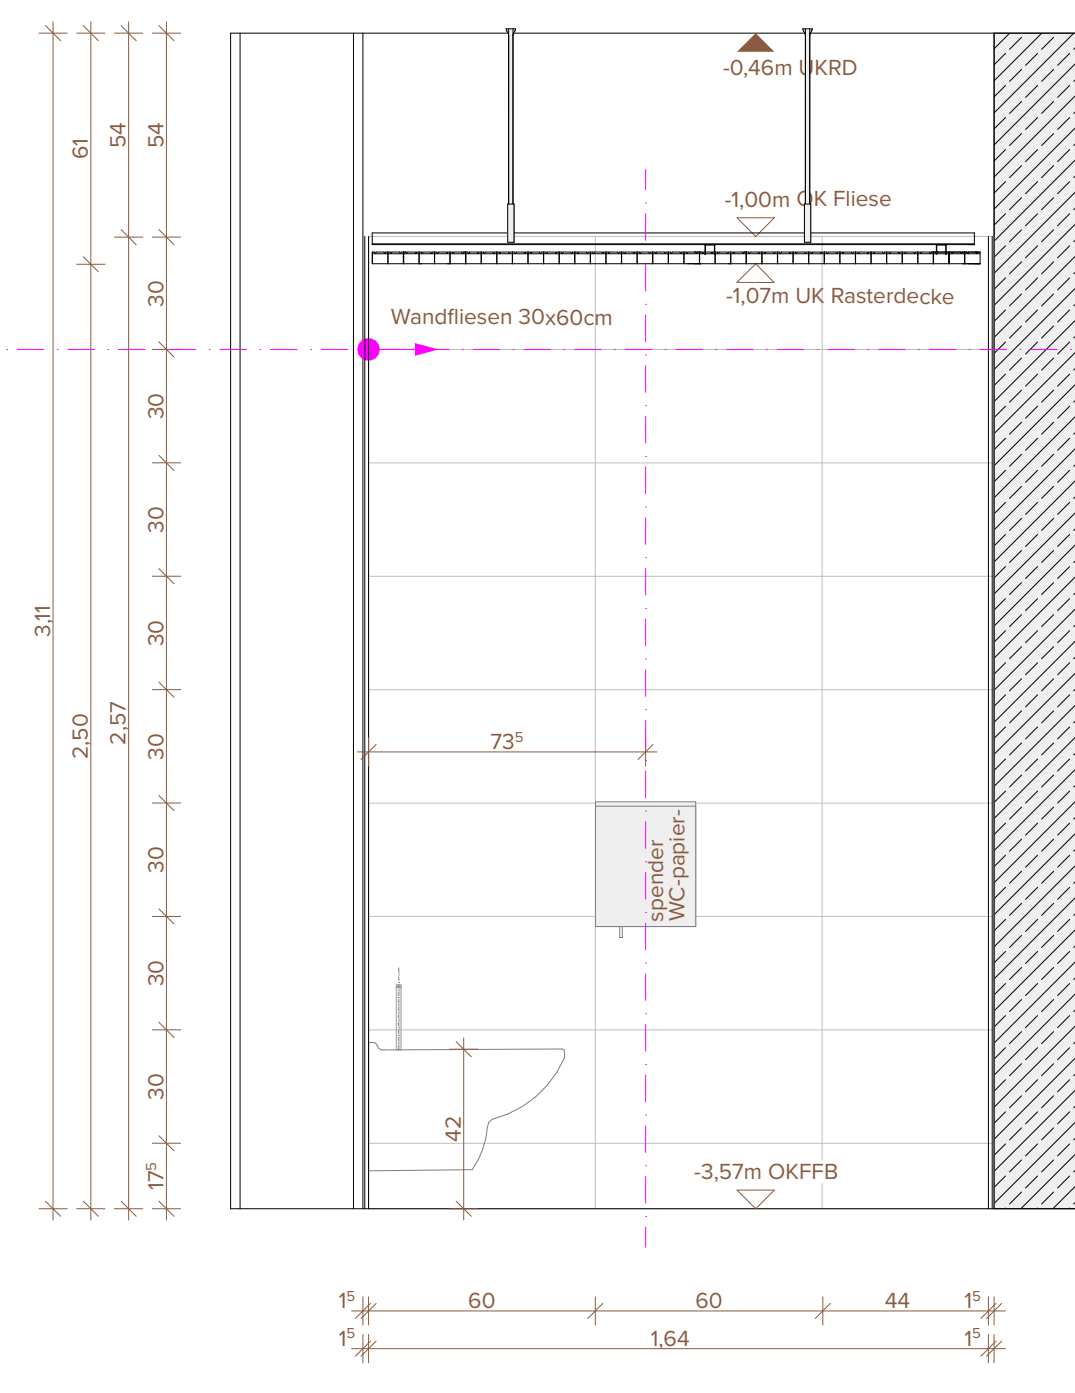 -0,46m UKRD
61
54
54
-1,00m OK Fliese
30
-1,07m UK Rasterdecke
Wandfliesen 30x60cm
30
30
30
3,11
2,50
2,57
30
73⁵
30
spender
WC-papier-
30
30
42
17⁵
-3,57m OKFFB
1⁵ 60 60 44 1⁵
1⁵ 1,64 1⁵